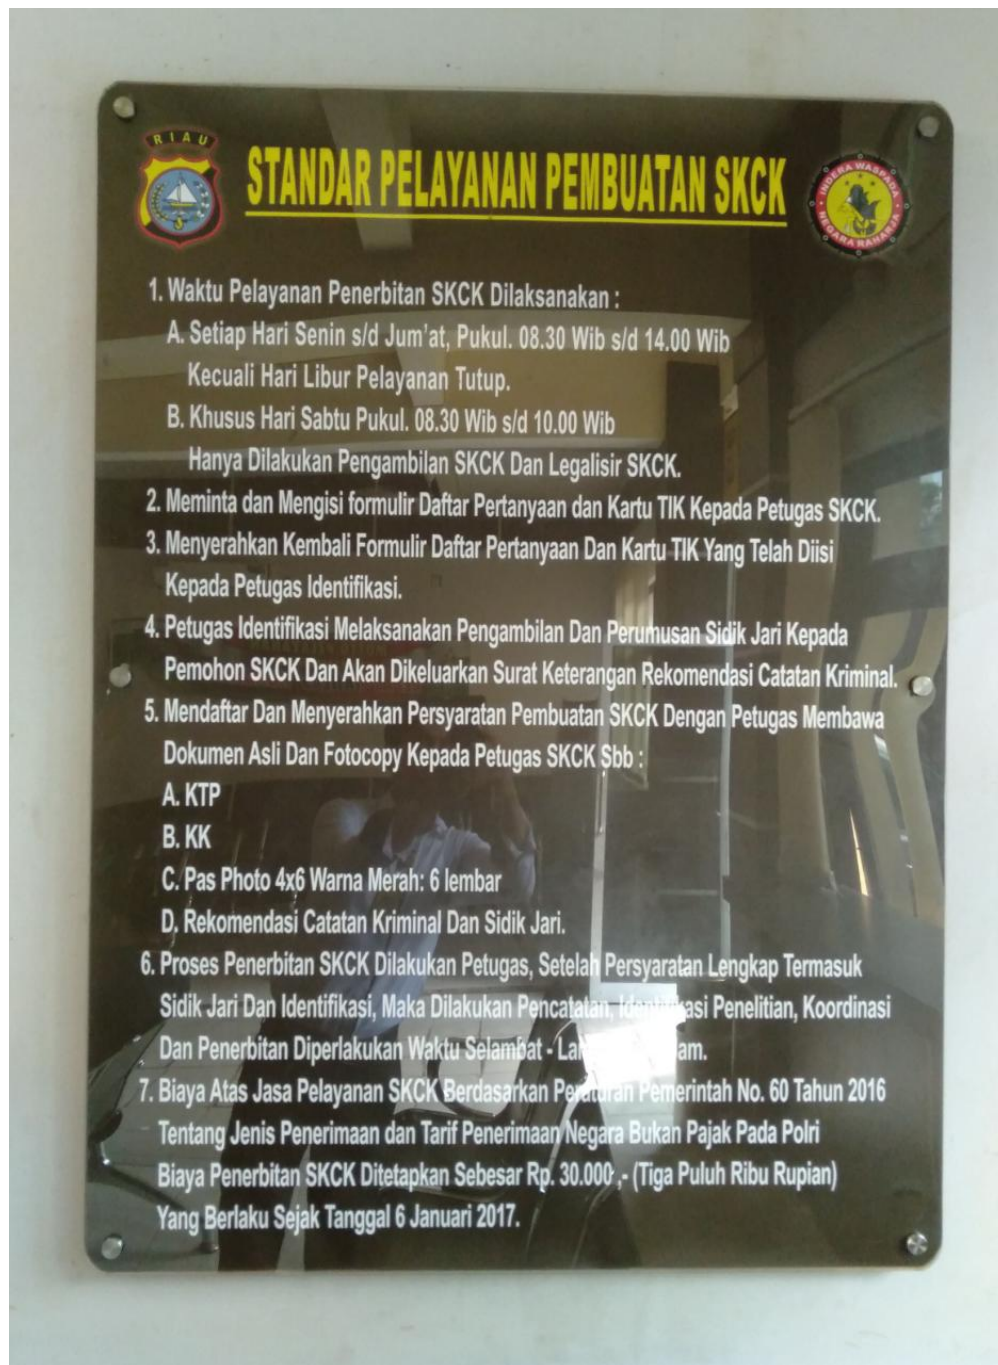 RIAU
STANDAR PELAYANAN PEMBUATAN SKCK
INDERA WASPADA
NEGARA RAHARJA
1. Waktu Pelayanan Penerbitan SKCK Dilaksanakan :
A. Setiap Hari Senin s/d Jum'at, Pukul. 08.30 Wib s/d 14.00 Wib
Kecuali Hari Libur Pelayanan Tutup.
B. Khusus Hari Sabtu Pukul. 08.30 Wib s/d 10.00 Wib
Hanya Dilakukan Pengambilan SKCK Dan Legalisir SKCK.
2. Meminta dan Mengisi formulir Daftar Pertanyaan dan Kartu TIK Kepada Petugas SKCK.
3. Menyerahkan Kembali Formulir Daftar Pertanyaan Dan Kartu TIK Yang Telah Diisi
Kepada Petugas Identifikasi.
4. Petugas Identifikasi Melaksanakan Pengambilan Dan Perumusan Sidik Jari Kepada
Pemohon SKCK Dan Akan Dikeluarkan Surat Keterangan Rekomendasi Catatan Kriminal.
5. Mendaftar Dan Menyerahkan Persyaratan Pembuatan SKCK Dengan Petugas Membawa
Dokumen Asli Dan Fotocopy Kepada Petugas SKCK Sbb :
A. KTP
B. KK
C. Pas Photo 4x6 Warna Merah: 6 lembar
D. Rekomendasi Catatan Kriminal Dan Sidik Jari.
6. Proses Penerbitan SKCK Dilakukan Petugas, Setelah Persyaratan Lengkap Termasuk
Sidik Jari Dan Identifikasi, Maka Dilakukan Pencatatan, Identifikasi Penelitian, Koordinasi
Dan Penerbitan Diperlakukan Waktu Selambat -
7. Biaya Atas Jasa Pelayanan SKCK Berdasarkan Peraturan Pemerintah No. 60 Tahun 2016
Tentang Jenis Penerimaan dan Tarif Penerimaan Negara Bukan Pajak Pada Polri
Biaya Penerbitan SKCK Ditetapkan Sebesar Rp. 30.000 ,- (Tiga Puluh Ribu Rupian)
Yang Berlaku Sejak Tanggal 6 Januari 2017.